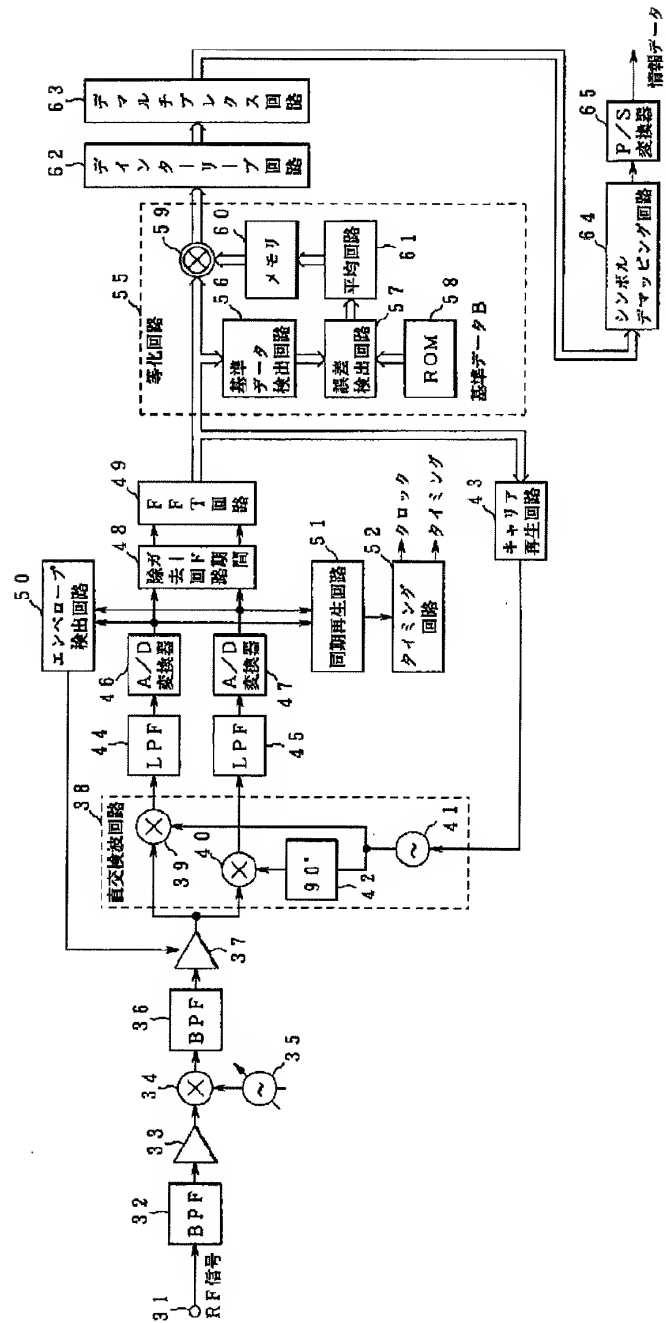 31
RF信号
32
BPF
33
34
35
36
BPF
37
38
直交検波回路
39
40
90°
42
41
44
LPF
45
LPF
46
A/D
変換器
47
A/D
変換器
50
エンベロープ
検出回路
48
ガード期間
除去回路
49
FFT回路
51
同期再生回路
52
タイミング
回路
クロック
タイミング
43
キャリア
再生回路
55
等化回路
56
基準
データ
検出回路
57
誤差
検出回路
58
ROM
基準データB
59
60
メモリ
61
平均回路
62
ディンターリーブ回路
63
デマルチプレクス回路
64
シンボル
デマッピング回路
65
P/S
変換器
情報データ